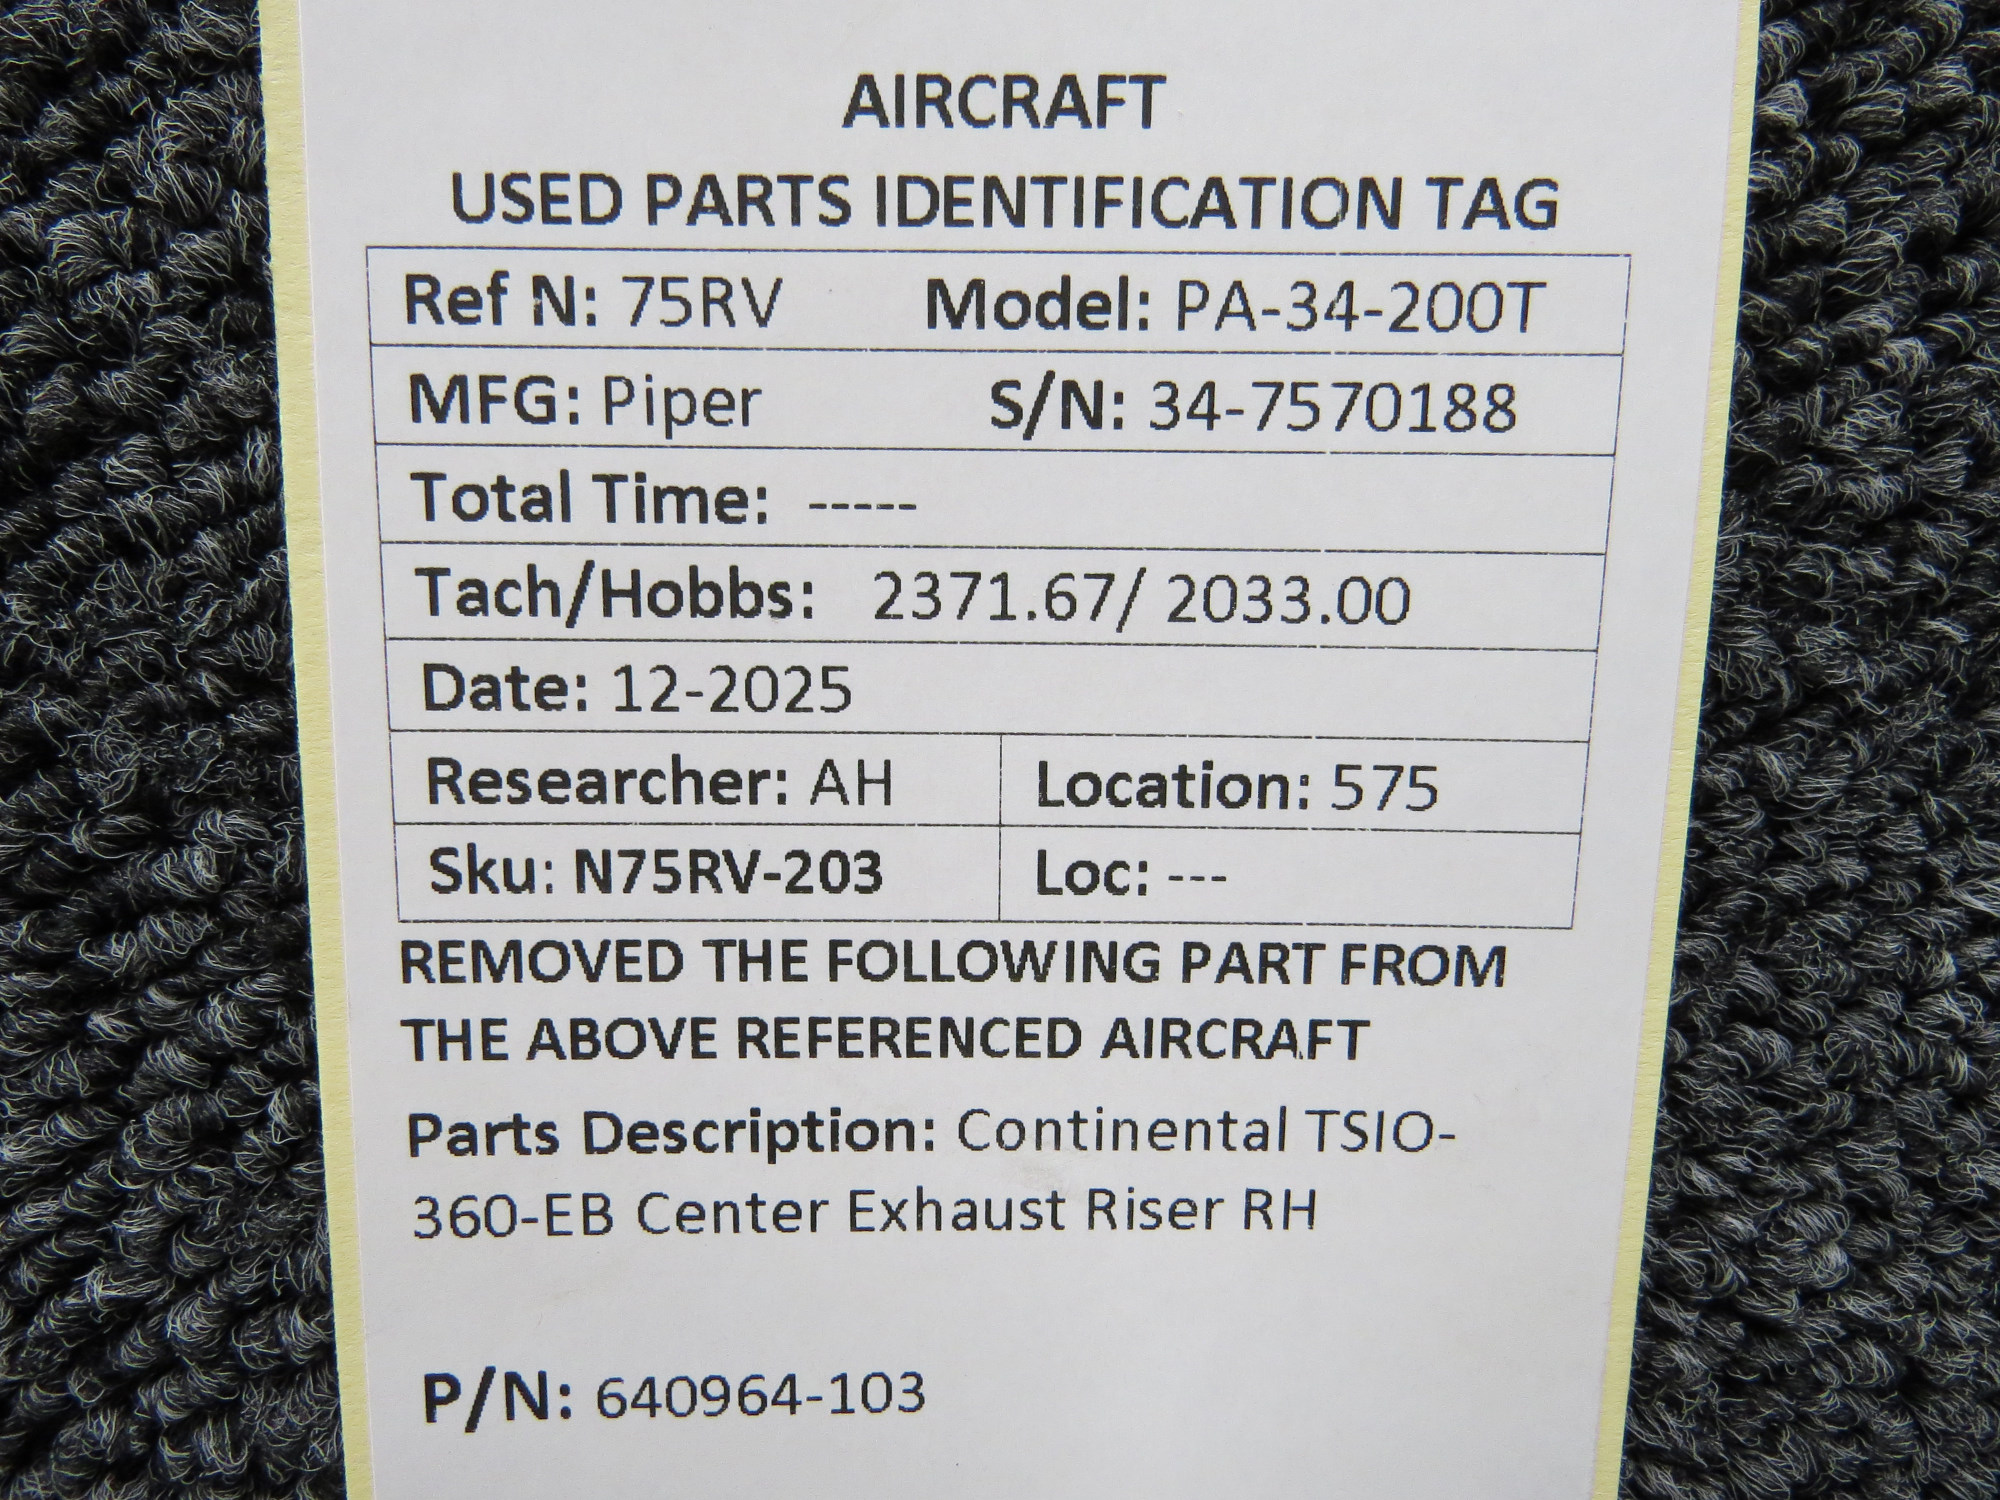 AIRCRAFT
USED PARTS IDENTIFICATION TAG
Ref N: 75RV Model: PA-34-200T
MFG: Piper S/N: 34-7570188
Total Time: -----
Tach/Hobbs: 2371.67/ 2033.00
Date: 12-2025
Researcher: AH Location: 575
Sku: N75RV-203 Loc: ---
REMOVED THE FOLLOWING PART FROM
THE ABOVE REFERENCED AIRCRAFT
Parts Description: Continental TSIO-
360-EB Center Exhaust Riser RH
P/N: 640964-103